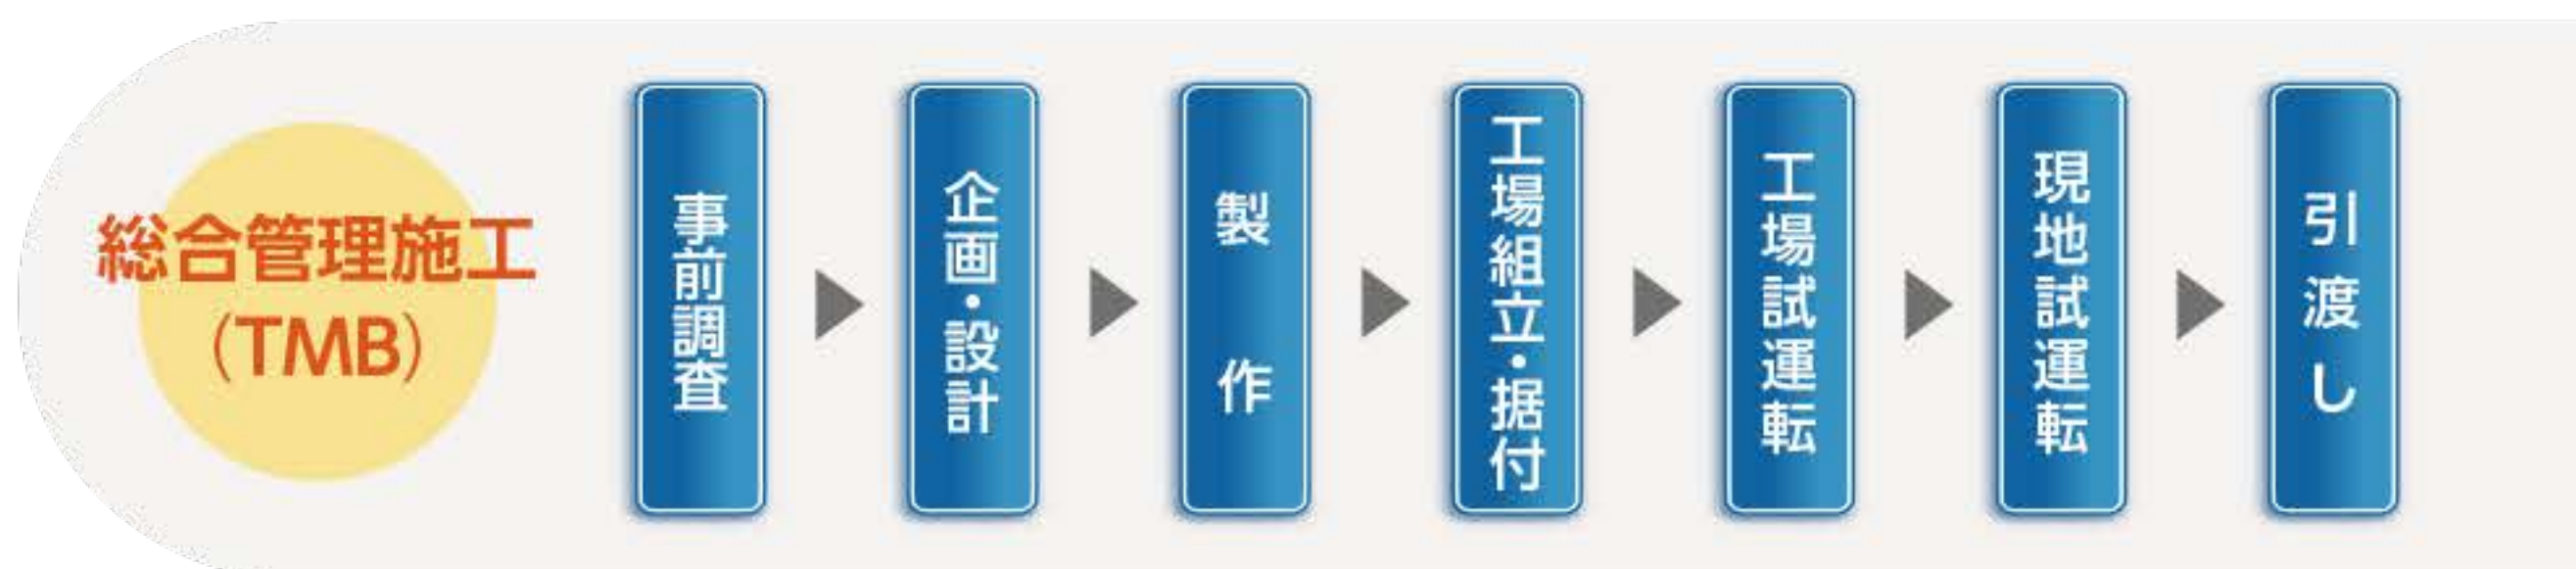 総合管理施工
(TMB)
事前調査
企画・設計
製作
工場組立・据付
工場試運転
現地試運転
引渡し